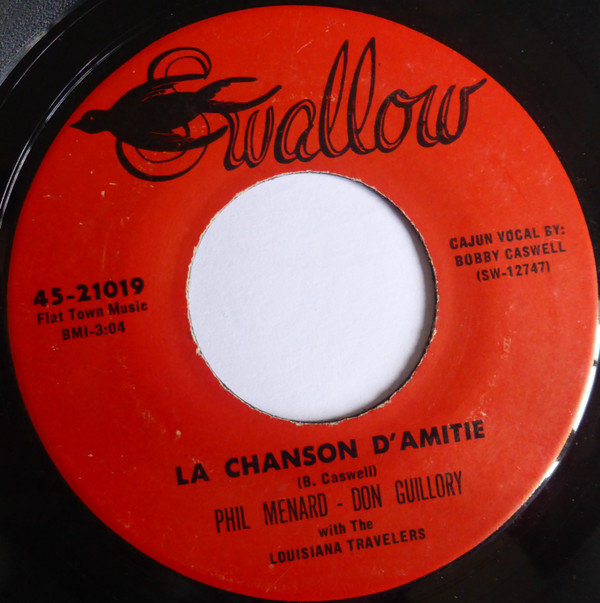 Swallow
CAJUN VOCAL BY:
BOBBY CASWELL
(SW-12747)
45-21019
Flat Town Music
BMI-3:04
LA CHANSON D'AMITIE
(B. Caswell)
PHIL MENARD - DON GUILLORY
with The
LOUISIANA TRAVELERS